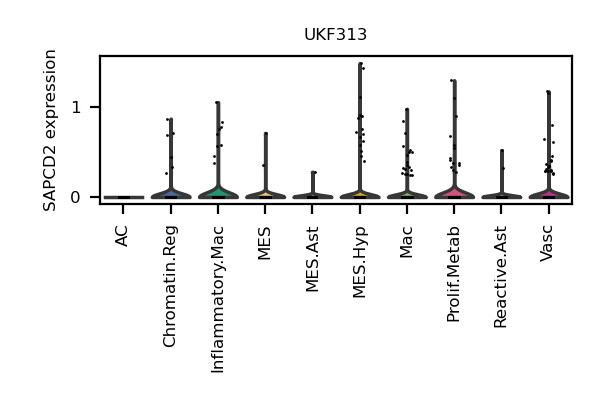 UKF313
SAPCD2 expression
1
0
AC
Chromatin.Reg
Inflammatory.Mac
MES
MES.Ast
MES.Hyp
Mac
Prolif.Metab
Reactive.Ast
Vasc